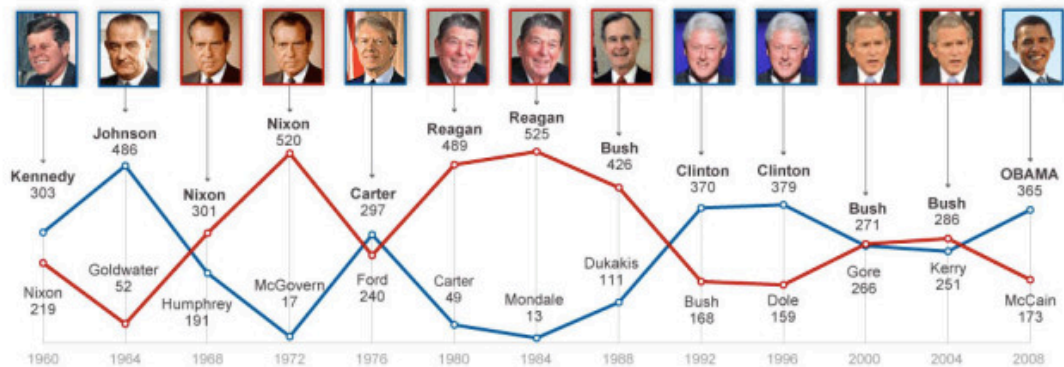 Kennedy
303
Nixon
219
Johnson
486
Goldwater
52
Nixon
301
Humphrey
191
Nixon
520
McGovern
17
Carter
297
Ford
240
Reagan
489
Carter
49
Reagan
525
Mondale
13
Bush
426
Dukakis
111
Clinton
370
Bush
168
Clinton
379
Dole
159
Bush
271
Gore
266
Bush
286
Kerry
251
OBAMA
365
McCain
173
1960 1964 1968 1972 1976 1980 1984 1988 1992 1996 2000 2004 2008